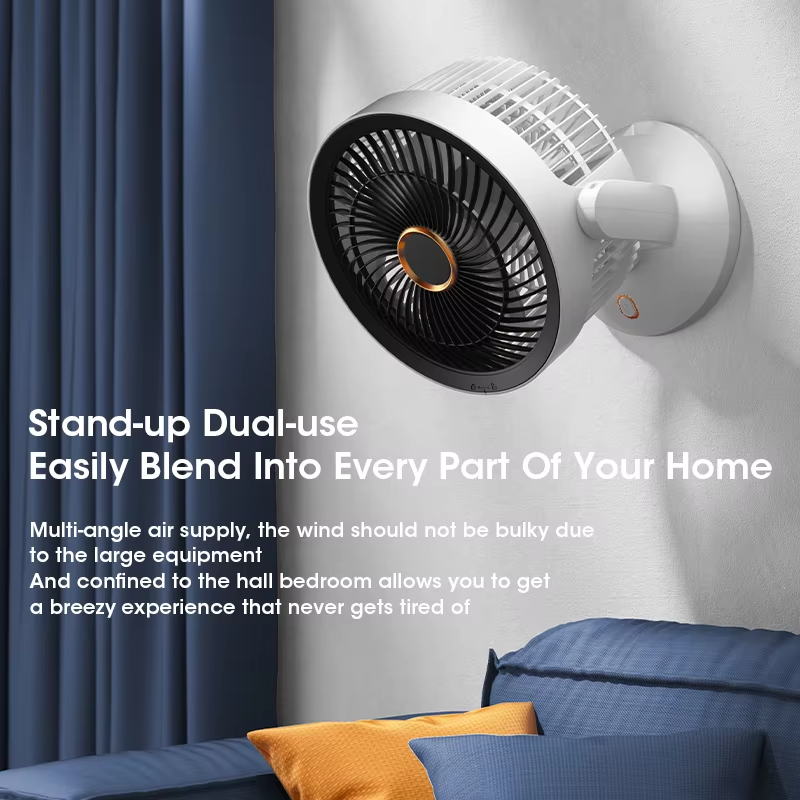 Stand-up Dual-use
Easily Blend Into Every Part Of Your Home
Multi-angle air supply, the wind should not be bulky due
to the large equipment
And confined to the hall bedroom allows you to get
a breezy experience that never gets tired of